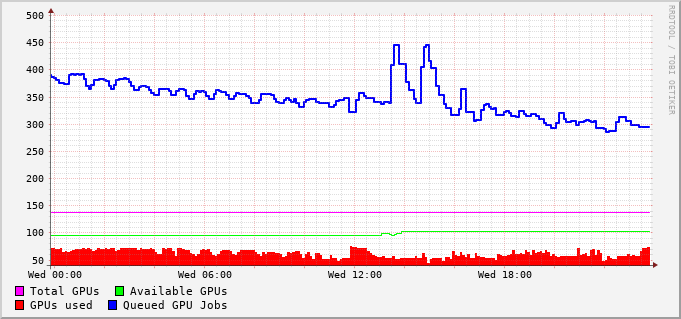 500
450
400
350
300
250
200
150
100
50
Wed 00:00 Wed 06:00 Wed 12:00 Wed 18:00
Total GPUs Available GPUs
GPUs used Queued GPU Jobs
RRDTOOL / TOBI OETIKER